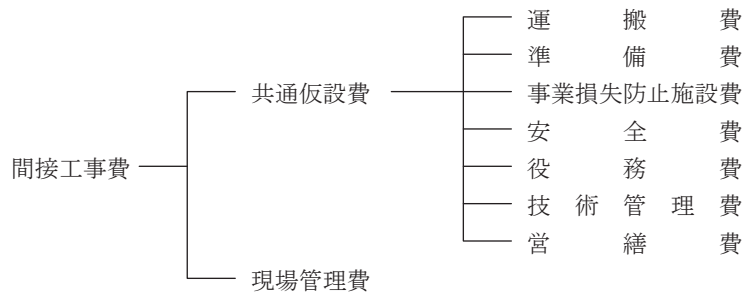 運搬費
準備費
共通仮設費
事業損失防止施設費
安全費
間接工事費
役務費
技術管理費
営繕費
現場管理費